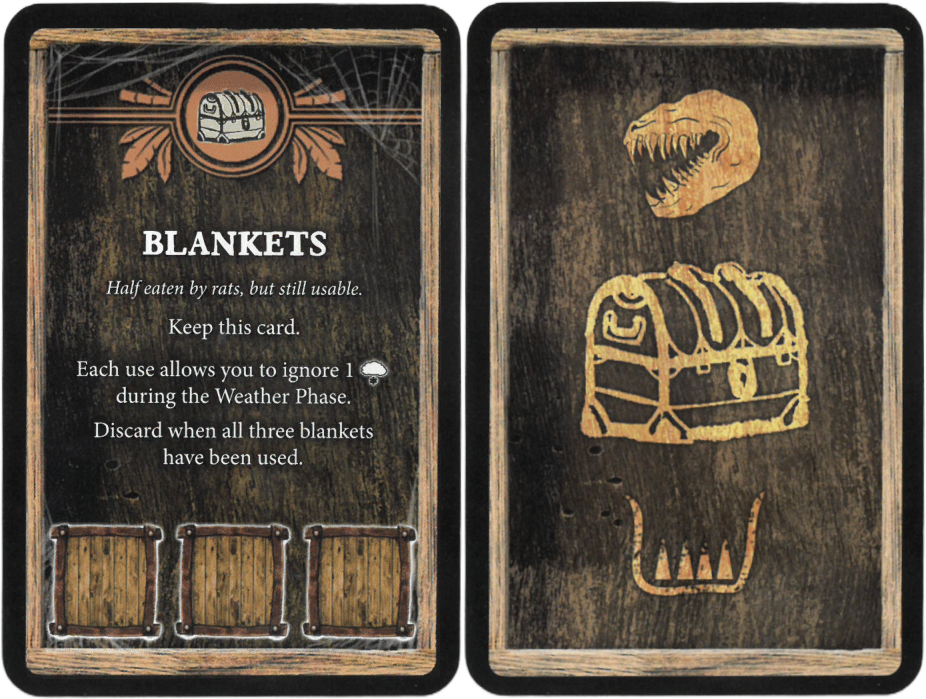 BLANKETS
Half eaten by rats, but still usable.
Keep this card.
Each use allows you to ignore 1
during the Weather Phase.
Discard when all three blankets
have been used.